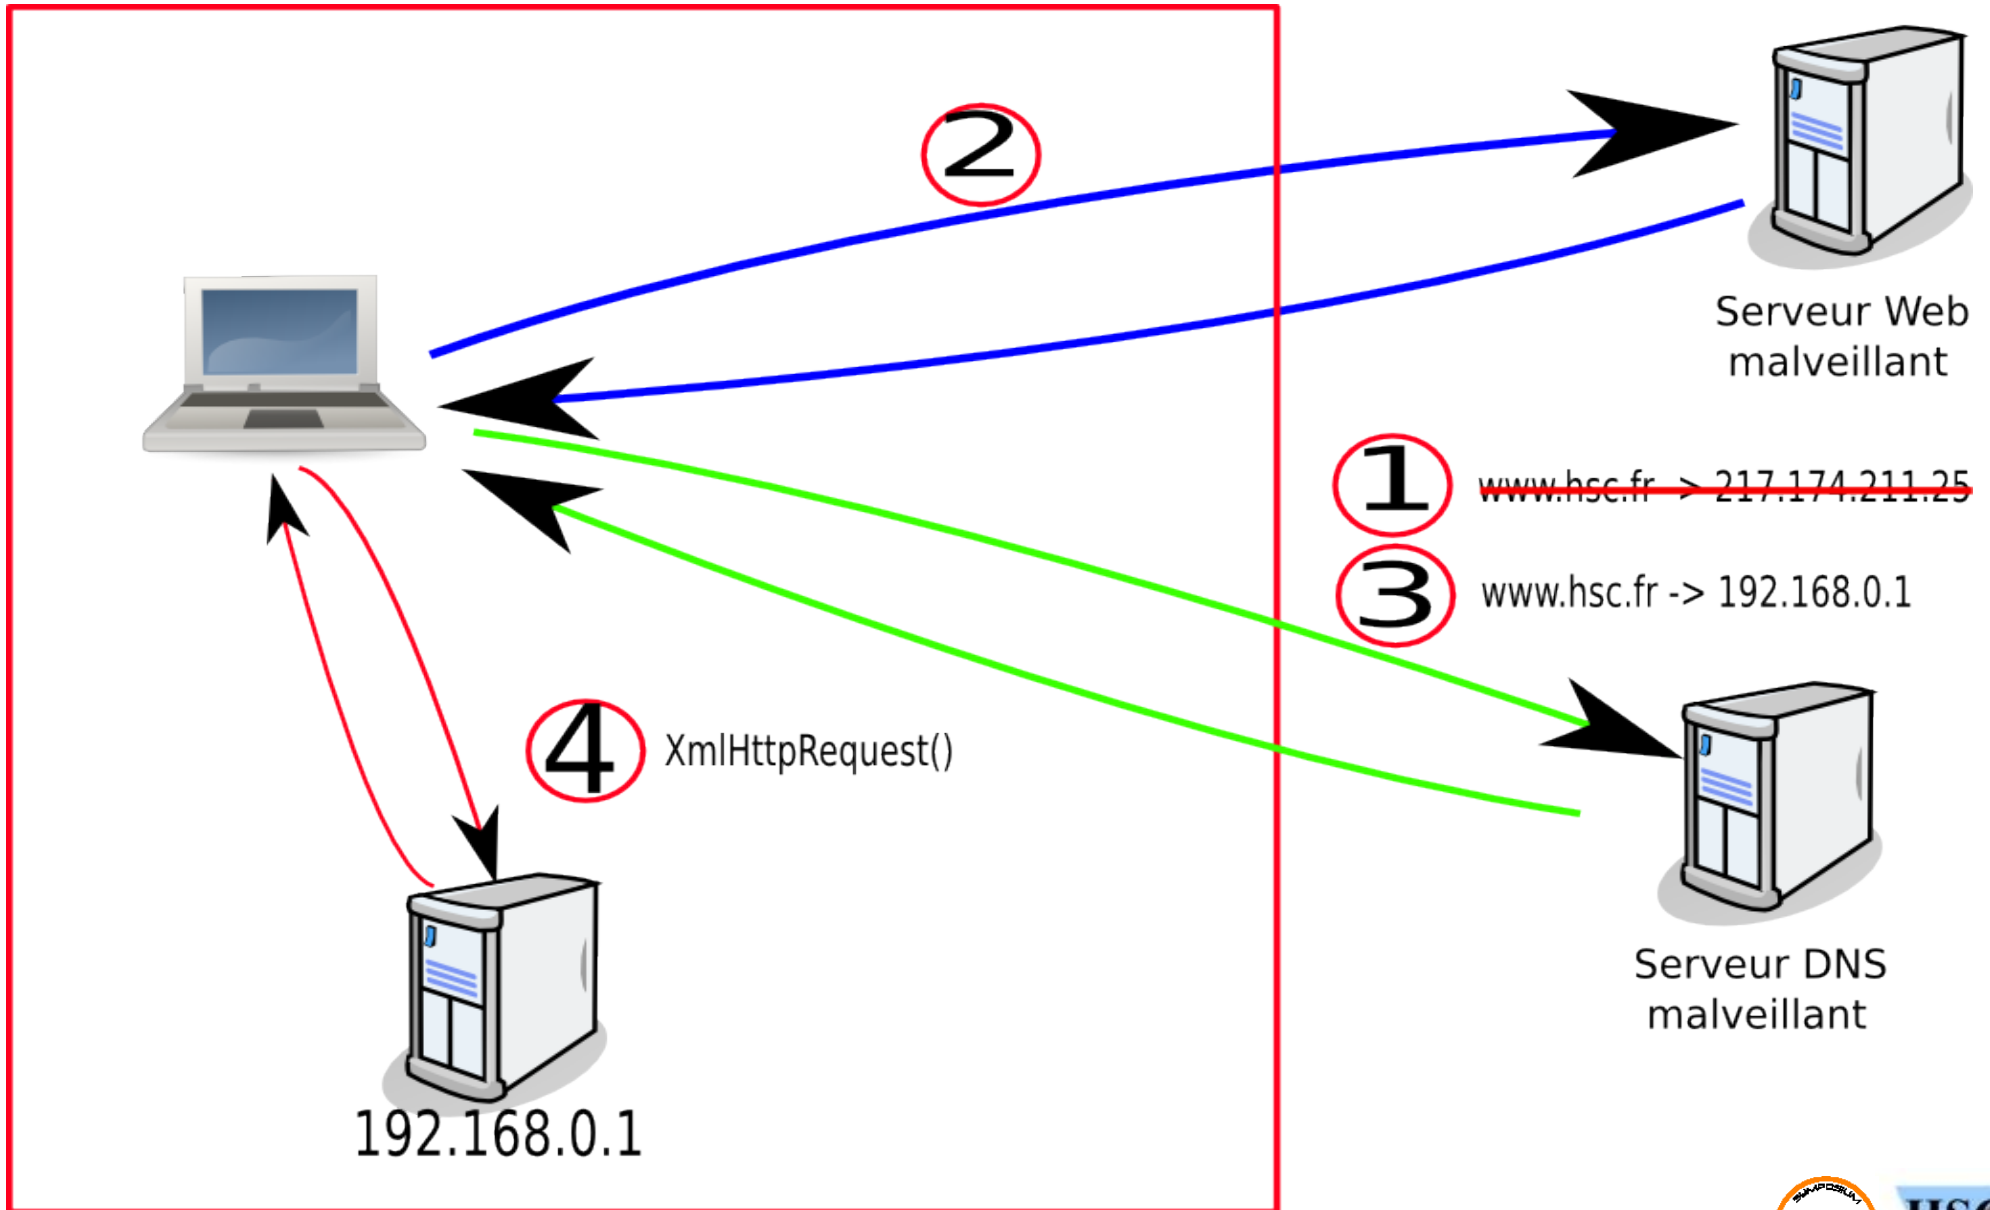 2
Serveur Web
malveillant
1 www.hsc.fr -> 217.174.211.25
3 www.hsc.fr -> 192.168.0.1
4 XmlHttpRequest()
Serveur DNS
malveillant
192.168.0.1
SYMPOSIUM